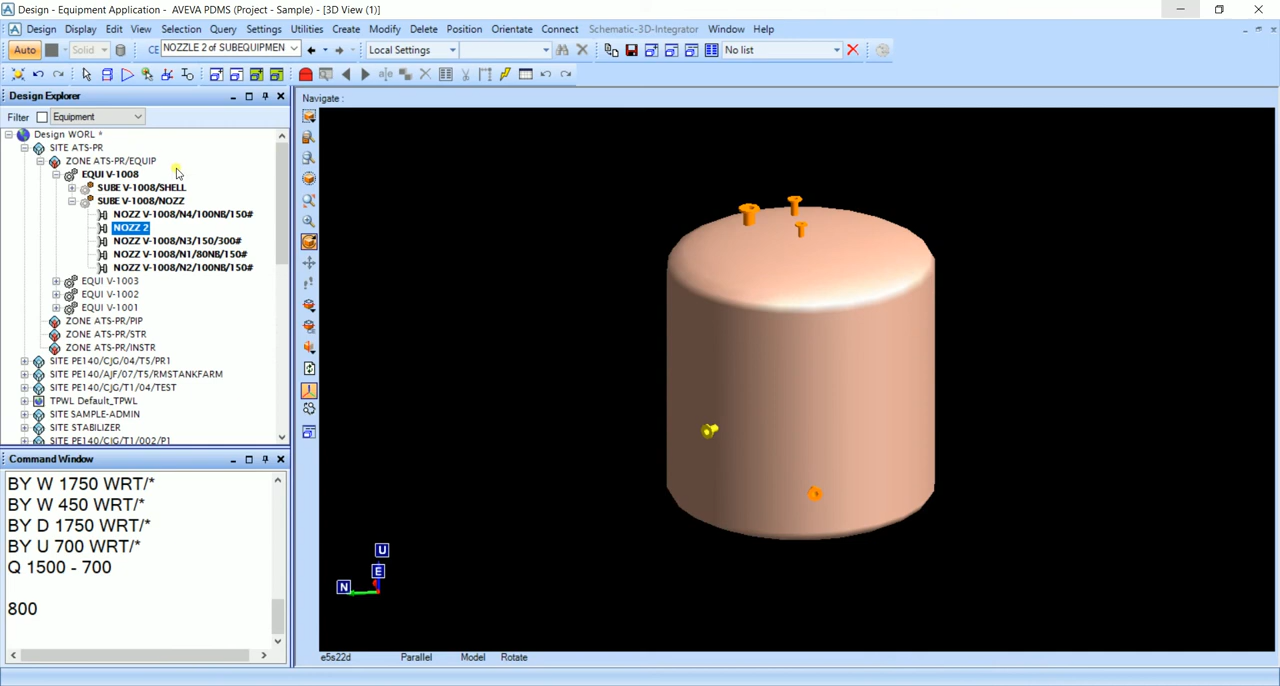 Design - Equipment Application - AVEVA PDMS (Project - Sample) - [3D View (1)]
Design Display Edit View Selection Query Settings Utilities Create Modify Delete Position Orientate Connect Schematic-3D-Integrator Window Help
Auto Solid CE NOZZLE 2 of SUBEQUIPMEN Local Settings No list
Design Explorer
Navigate :
Filter Equipment
Design WORL *
SITE ATS-PR
ZONE ATS-PR/EQUIP
EQUI V-1008
SUBE V-1008/SHELL
SUBE V-1008/NOZZ
NOZZ V-1008/N4/100NB/150#
NOZZ 2
NOZZ V-1008/N3/150/300#
NOZZ V-1008/N1/80NB/150#
NOZZ V-1008/N2/100NB/150#
EQUI V-1003
EQUI V-1002
EQUI V-1001
ZONE ATS-PR/PIP
ZONE ATS-PR/STR
ZONE ATS-PR/INSTR
SITE PE140/CJG/04/T5/PR1
SITE PE140/AJF/07/T5/RMSTANKFARM
SITE PE140/CJG/T1/04/TEST
TPWL Default_TPWL
SITE SAMPLE-ADMIN
SITE STABILIZER
SITE PE140/CJG/T1/002/P1
Command Window
BY W 1750 WRT/*
BY W 450 WRT/*
BY D 1750 WRT/*
BY U 700 WRT/*
Q 1500 - 700
800
U
E
N
e5s22d Parallel Model Rotate